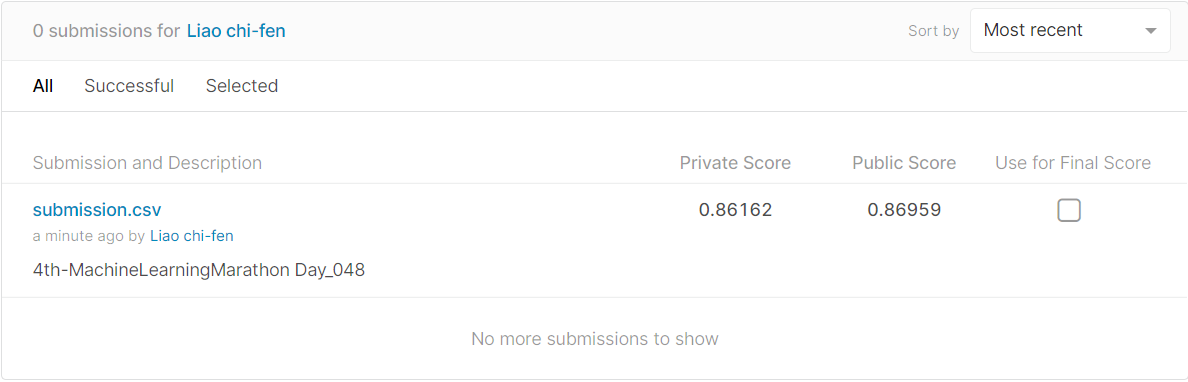 0 submissions for Liao chi-fen
Sort by Most recent
All Successful Selected
Submission and Description Private Score Public Score Use for Final Score
submission.csv 0.86162 0.86959
a minute ago by Liao chi-fen
4th-MachineLearningMarathon Day_048
No more submissions to show